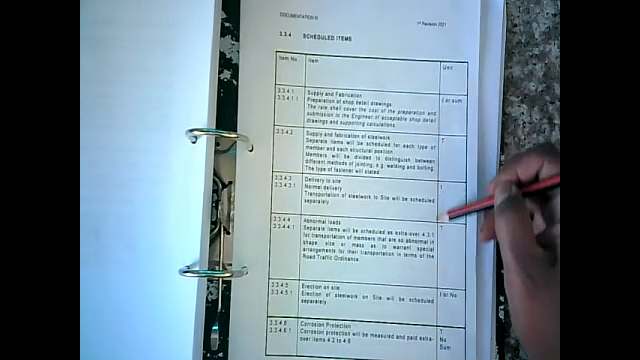 DOCUMENTATION III
1st Revision 2021
3.3.4 SCHEDULED ITEMS
Item No Item Unit
3.3.4.1 Supply and Fabrication
3.3.4.1.1 Preparation of shop detail drawings I or sum
The rate shall cover the cost of the preparation and
submission to the Engineer of acceptable shop detail
drawings and supporting calculations.
3.3.4.2 Supply and fabrication of steelwork T
Separate items will be scheduled for each type of
member and each structural position
Members will be divided to distinguish between
different methods of jointing, e.g. welding and bolting.
The type of fastener will stated
3.3.4.3 Delivery to site
3.3.4.3.1 Normal delivery
Transportation of steelwork to Site will be scheduled
separately
3.3.4.4 Abnormal loads
3.3.4.4.1 Separate items will be scheduled as extra-over 4.3.1 T
for transportation of members that are so abnormal in
shape, size or mass as to warrant special
arrangements for their transportation in terms of the
Road Traffic Ordinance.
3.3.4.5 Erection on site
3.3.4.5.1 Erection of steelwork on Site will be scheduled I or No
separately.
3.3.4.6 Corrosion Protection T
3.3.4.6.1 Corrosion protection will be measured and paid extra- No
over items 4.2 to 4.6 Sum